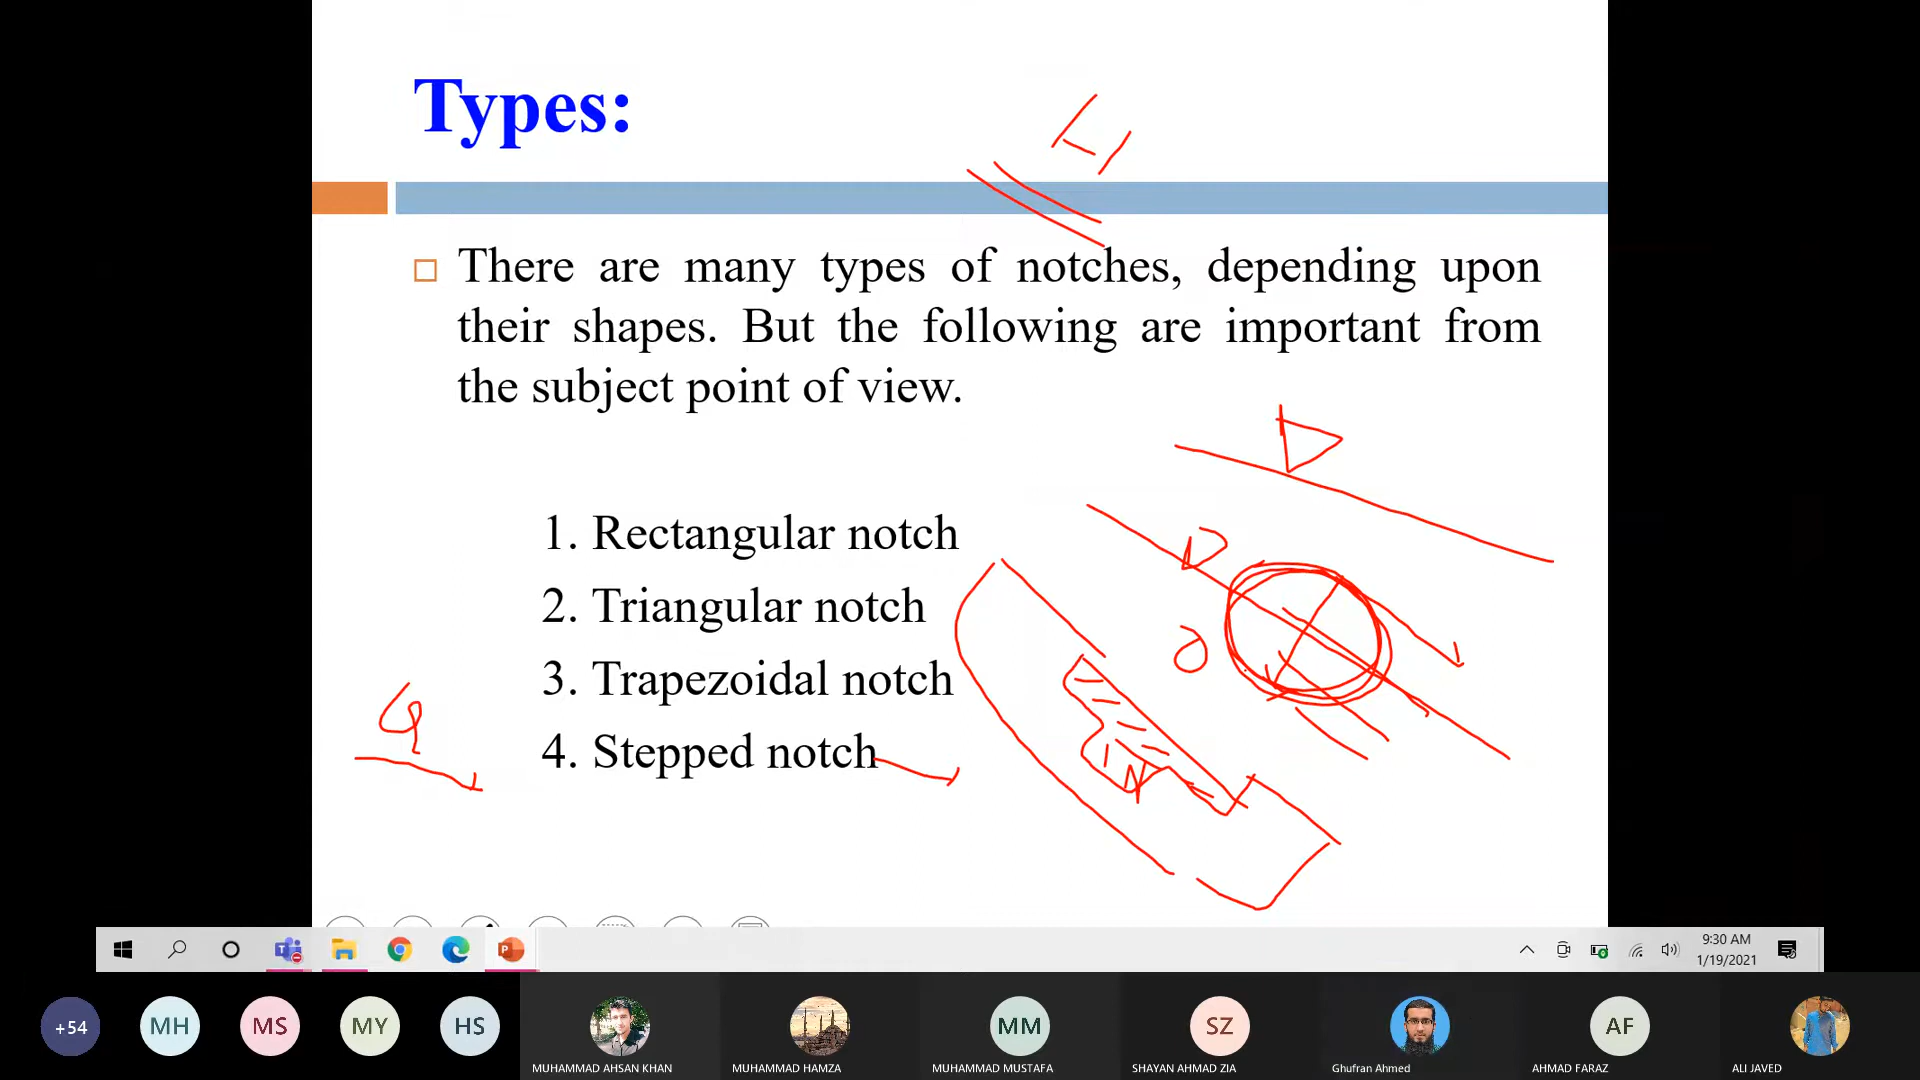 Types:
There are many types of notches, depending upon
their shapes. But the following are important from
the subject point of view.
1. Rectangular notch
2. Triangular notch
3. Trapezoidal notch
4. Stepped notch
9:30 AM
1/19/2021
+54
MH
MS
MY
HS
MM
SZ
AF
MUHAMMAD AHSAN KHAN
MUHAMMAD HAMZA
MUHAMMAD MUSTAFA
SHAYAN AHMAD ZIA
Ghufran Ahmed
AHMAD FARAZ
ALI JAVED